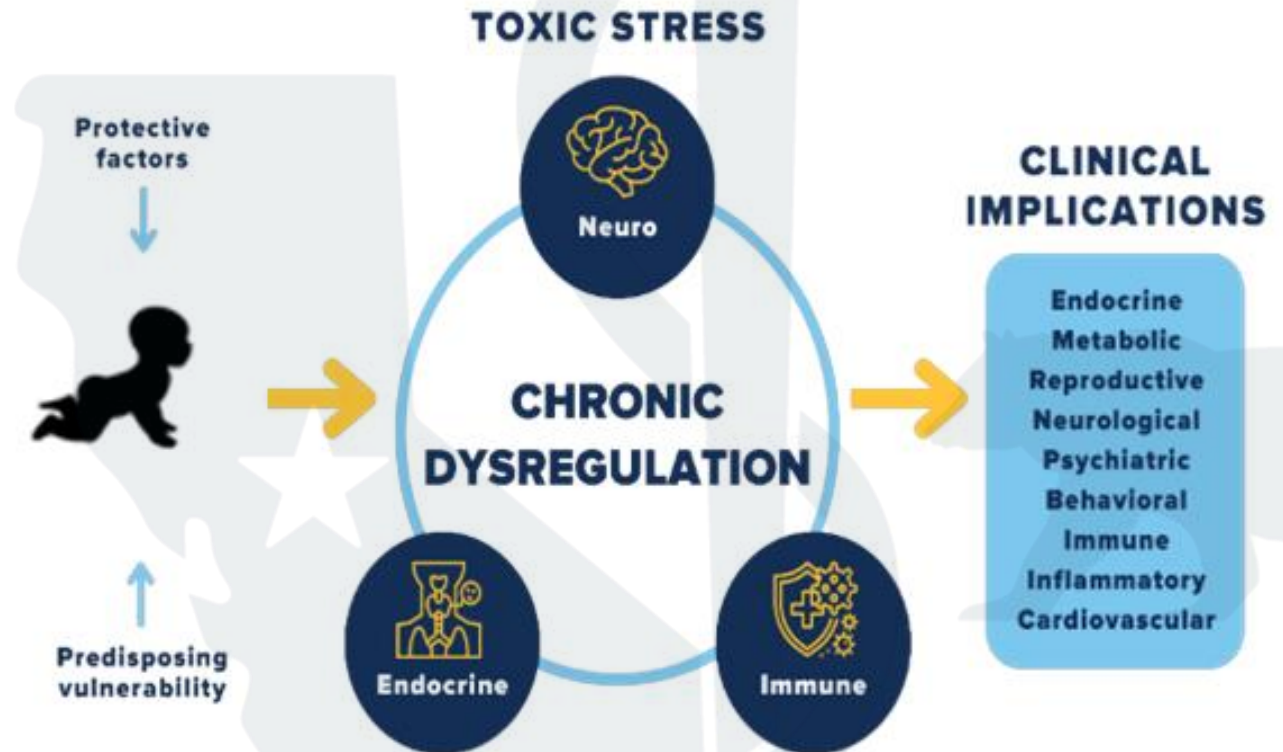 TOXIC STRESS
Protective
factors
Predisposing
vulnerability
Neuro
CHRONIC
DYSREGULATION
Endocrine
Immune
CLINICAL
IMPLICATIONS
Endocrine
Metabolic
Reproductive
Neurological
Psychiatric
Behavioral
Immune
Inflammatory
Cardiovascular